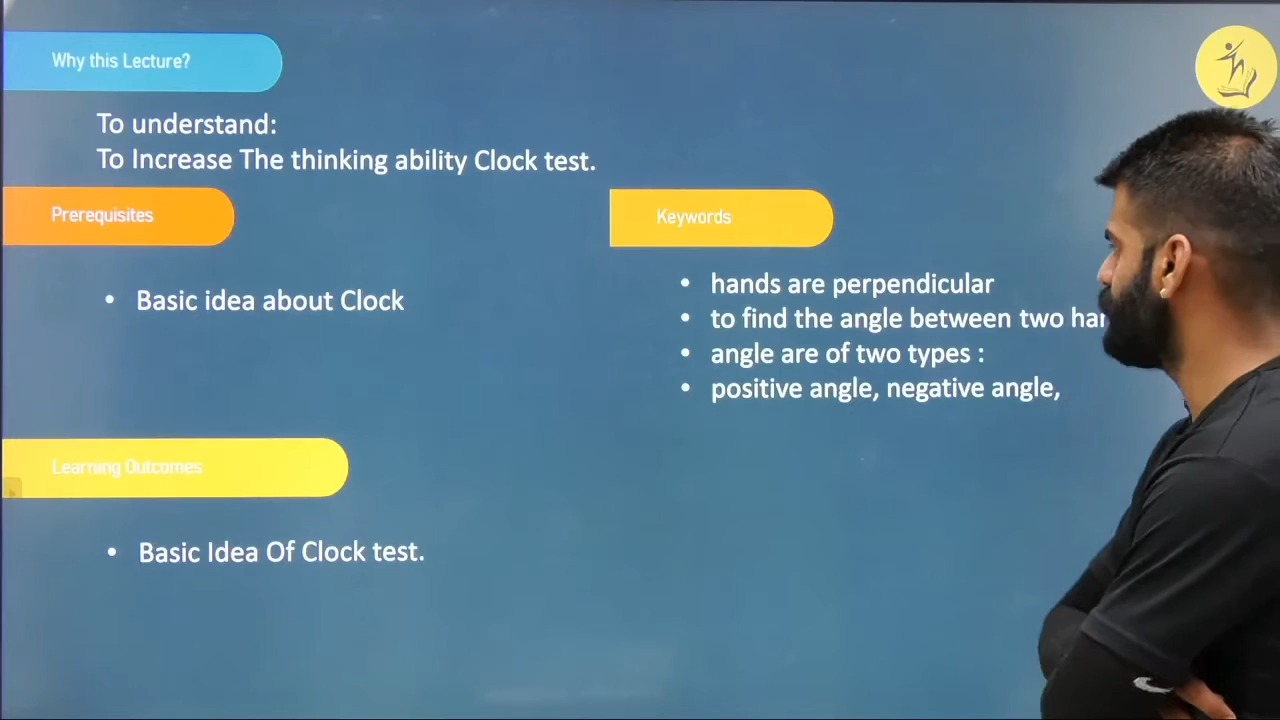 Why this Lecture?
To understand:
To Increase The thinking ability Clock test.
Prerequisites
Basic idea about Clock
Keywords
hands are perpendicular
to find the angle between two
angle are of two types :
positive angle, negative angle,
Learning Outcomes
Basic Idea Of Clock test.